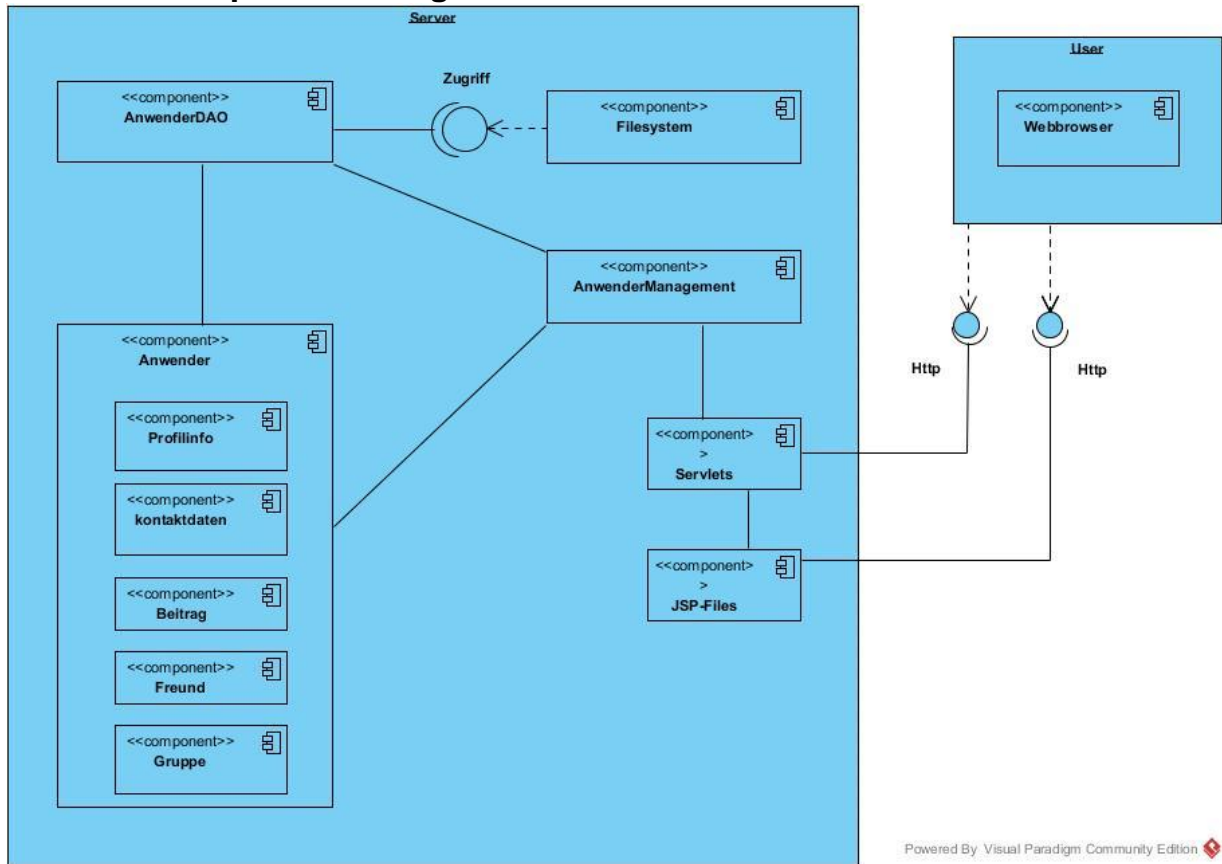 Server
User
Zugriff
<<component>>
AnwenderDAO
<<component>>
Filesystem
<<component>>
Webbrowser
<<component>>
AnwenderManagement
<<component>>
Anwender
Http
Http
<<component>>
Profilinfo
<<component>
>
Servlets
<<component>>
kontaktdaten
<<component>
>
JSP-Files
<<component>>
Beitrag
<<component>>
Freund
<<component>>
Gruppe
Powered By Visual Paradigm Community Edition